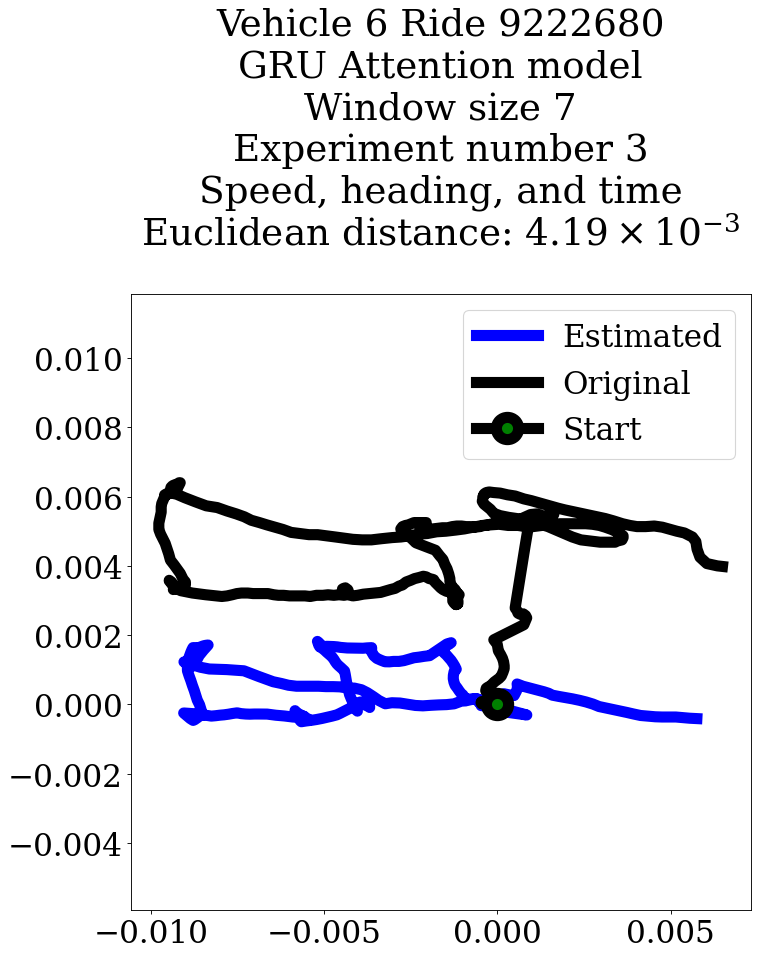 Vehicle 6 Ride 9222680
GRU Attention model
Window size 7
Experiment number 3
Speed, heading, and time
Euclidean distance: 4.19 × 10⁻³
Estimated
Original
Start
0.010
0.008
0.006
0.004
0.002
0.000
−0.002
−0.004
−0.010
−0.005
0.000
0.005